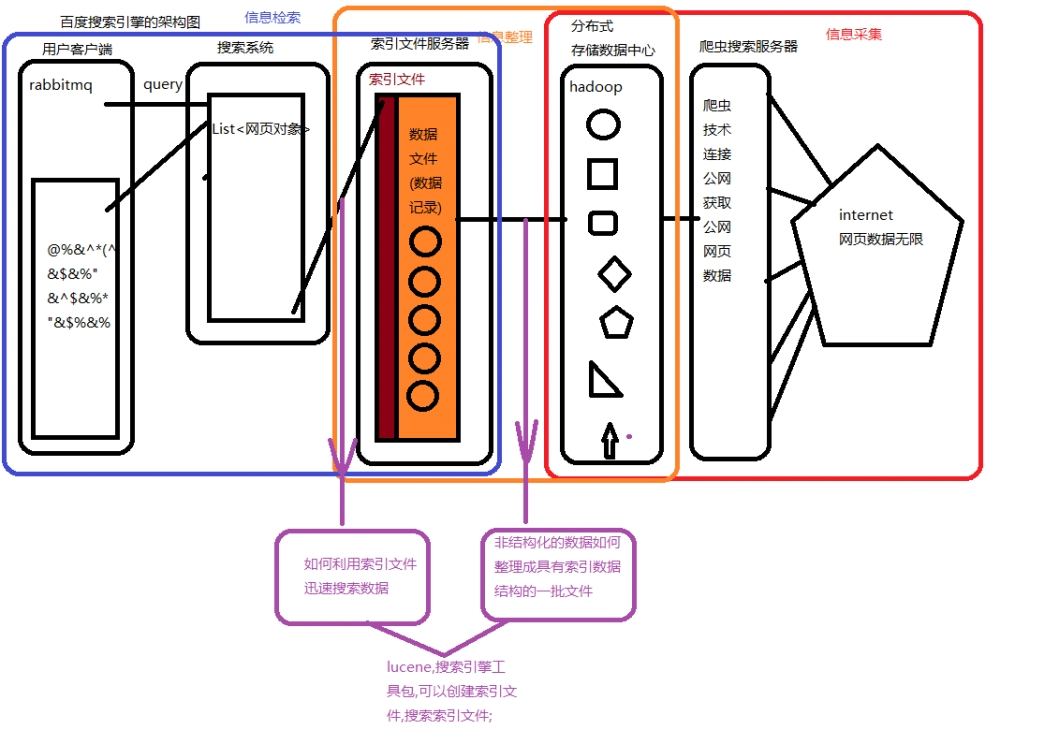 百度搜索引擎的架构图
信息检索
用户客户端
搜索系统
索引文件服务器
信息整理
分布式
存储数据中心
爬虫搜索服务器
信息采集
rabbitmq
query
@%&^*(^
&$&%"
&^$&%*
"&$%&%
List<网页对象>
索引文件
数据
文件
(数据
记录)
hadoop
爬虫
技术
连接
公网
获取
公网
网页
数据
internet
网页数据无限
如何利用索引文件
迅速搜索数据
非结构化的数据如何
整理成具有索引数据
结构的一批文件
lucene,搜索引擎工
具包,可以创建索引文
件,搜索索引文件;